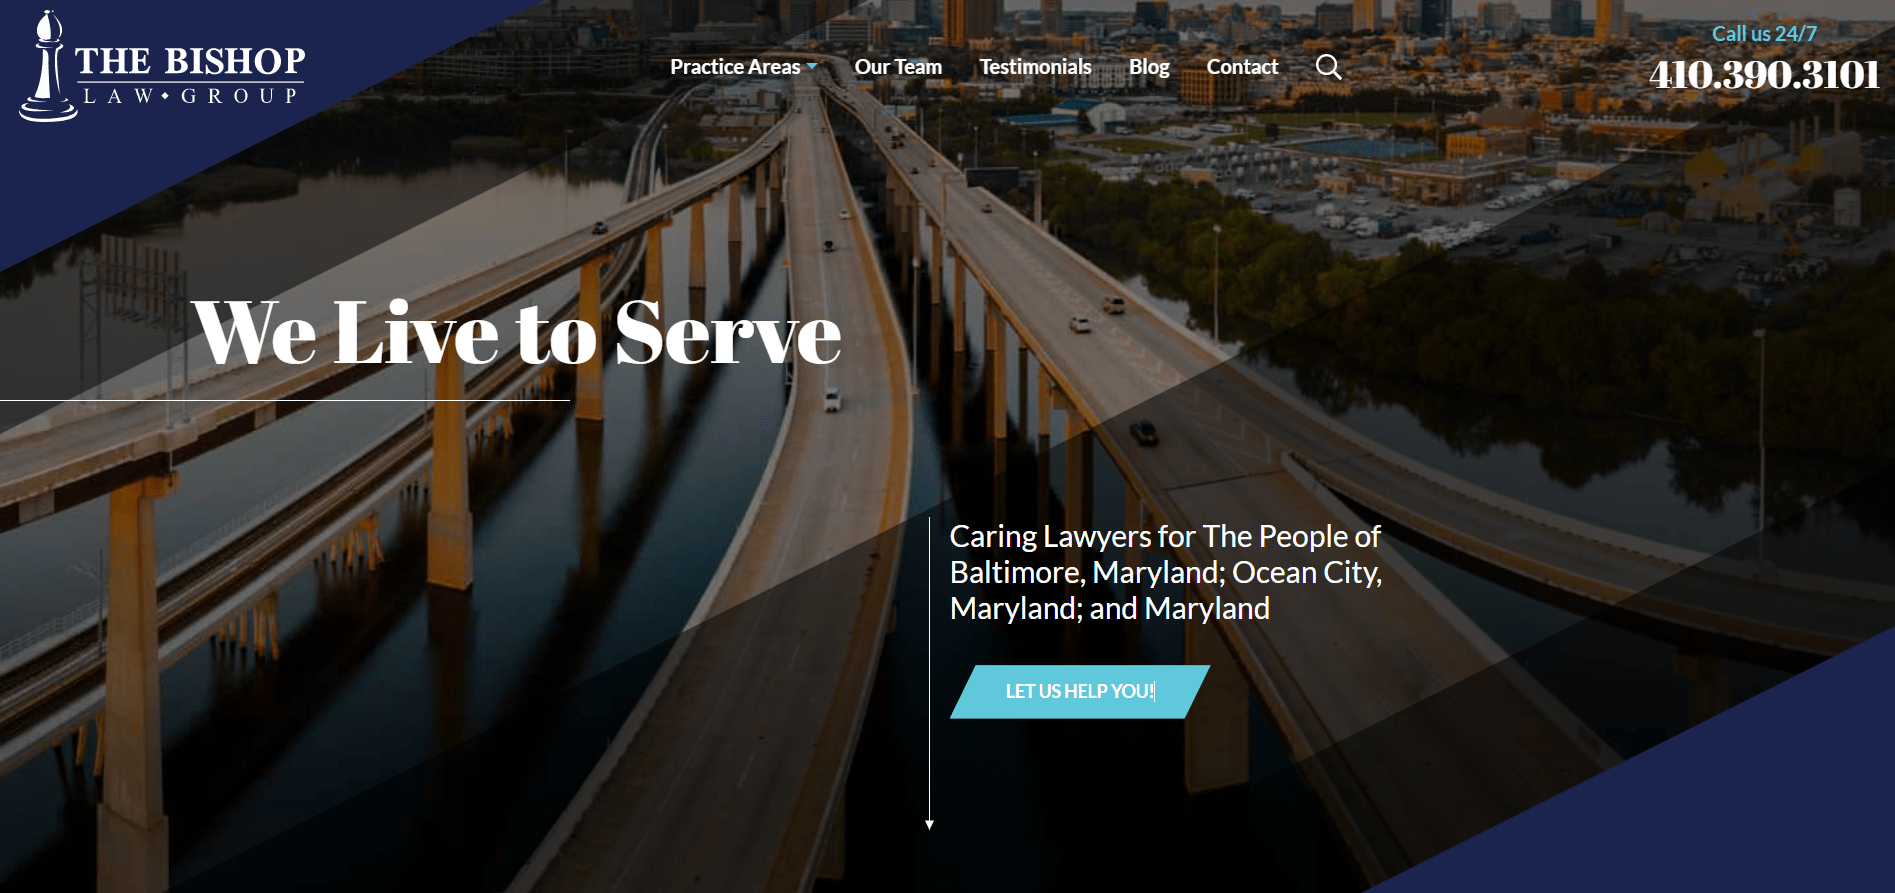 THE BISHOP
LAW ◆ GROUP
Practice Areas
Our Team
Testimonials
Blog
Contact
Call us 24/7
410.390.3101
We Live to Serve
Caring Lawyers for The People of
Baltimore, Maryland; Ocean City,
Maryland; and Maryland
LET US HELP YOU!